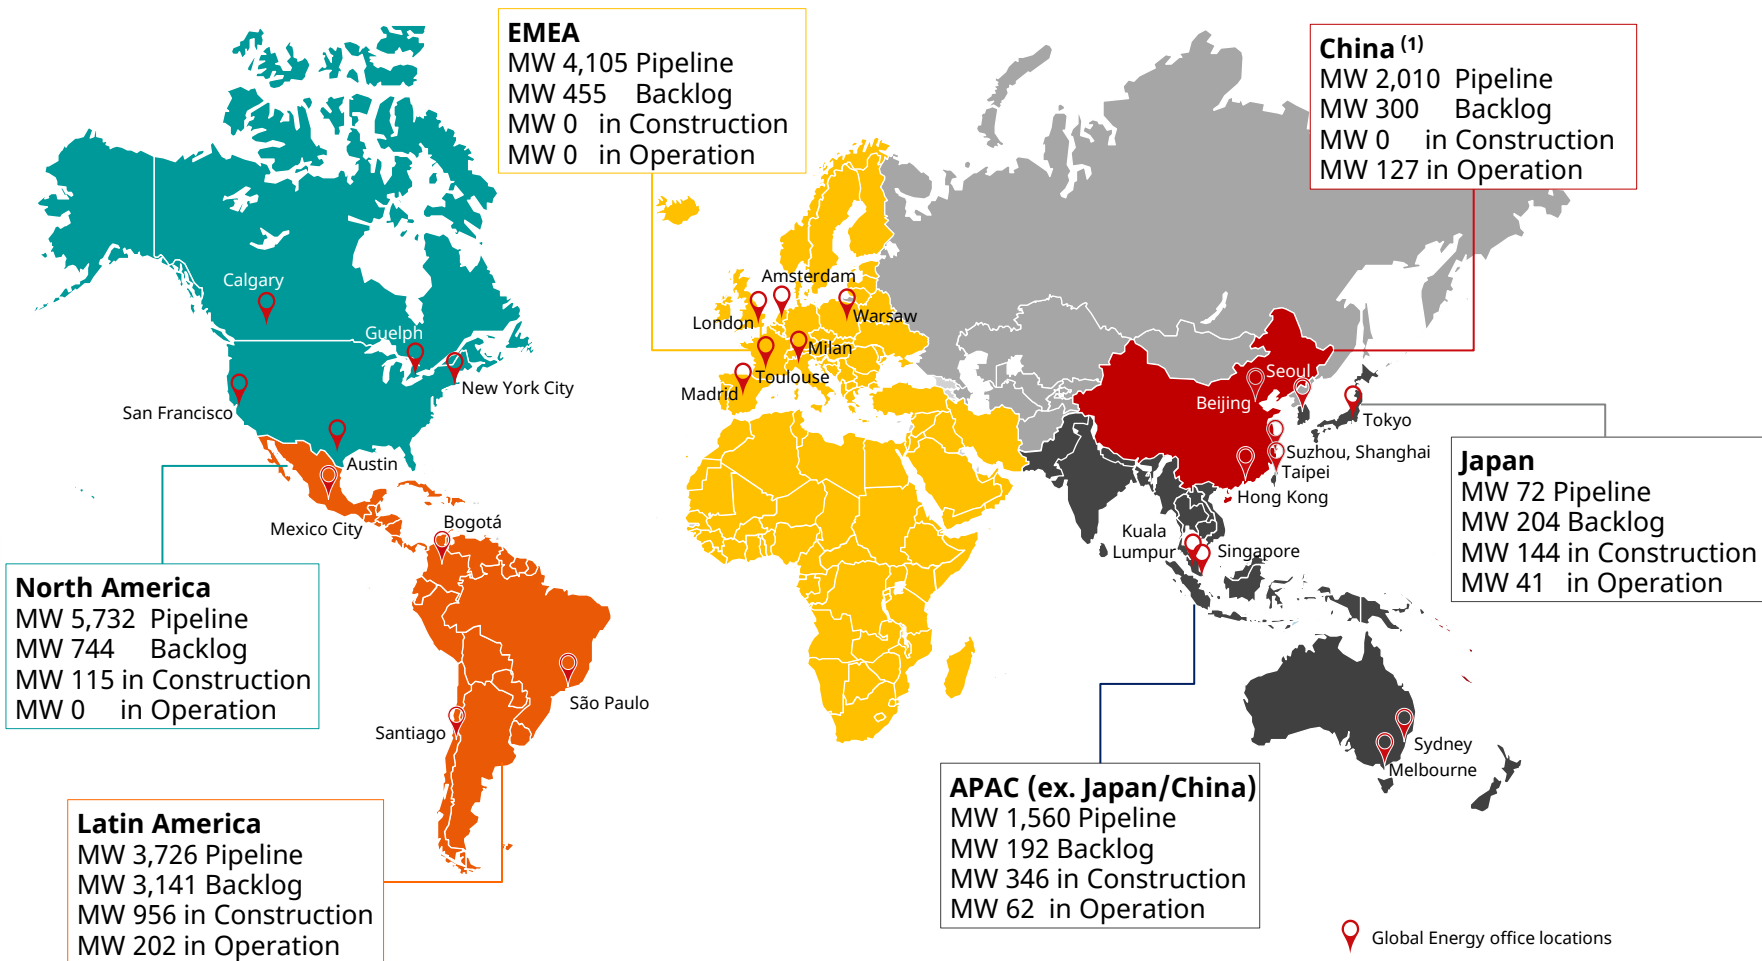 EMEA
MW 4,105 Pipeline
MW 455 Backlog
MW 0 in Construction
MW 0 in Operation
China (1)
MW 2,010 Pipeline
MW 300 Backlog
MW 0 in Construction
MW 127 in Operation
Calgary
Guelph
New York City
San Francisco
Austin
Mexico City
Bogotá
São Paulo
Santiago
Amsterdam
London
Warsaw
Milan
Toulouse
Madrid
Seoul
Beijing
Tokyo
Suzhou, Shanghai
Taipei
Hong Kong
Kuala
Lumpur
Singapore
Sydney
Melbourne
Japan
MW 72 Pipeline
MW 204 Backlog
MW 144 in Construction
MW 41 in Operation
North America
MW 5,732 Pipeline
MW 744 Backlog
MW 115 in Construction
MW 0 in Operation
Latin America
MW 3,726 Pipeline
MW 3,141 Backlog
MW 956 in Construction
MW 202 in Operation
APAC (ex. Japan/China)
MW 1,560 Pipeline
MW 192 Backlog
MW 346 in Construction
MW 62 in Operation
Global Energy office locations